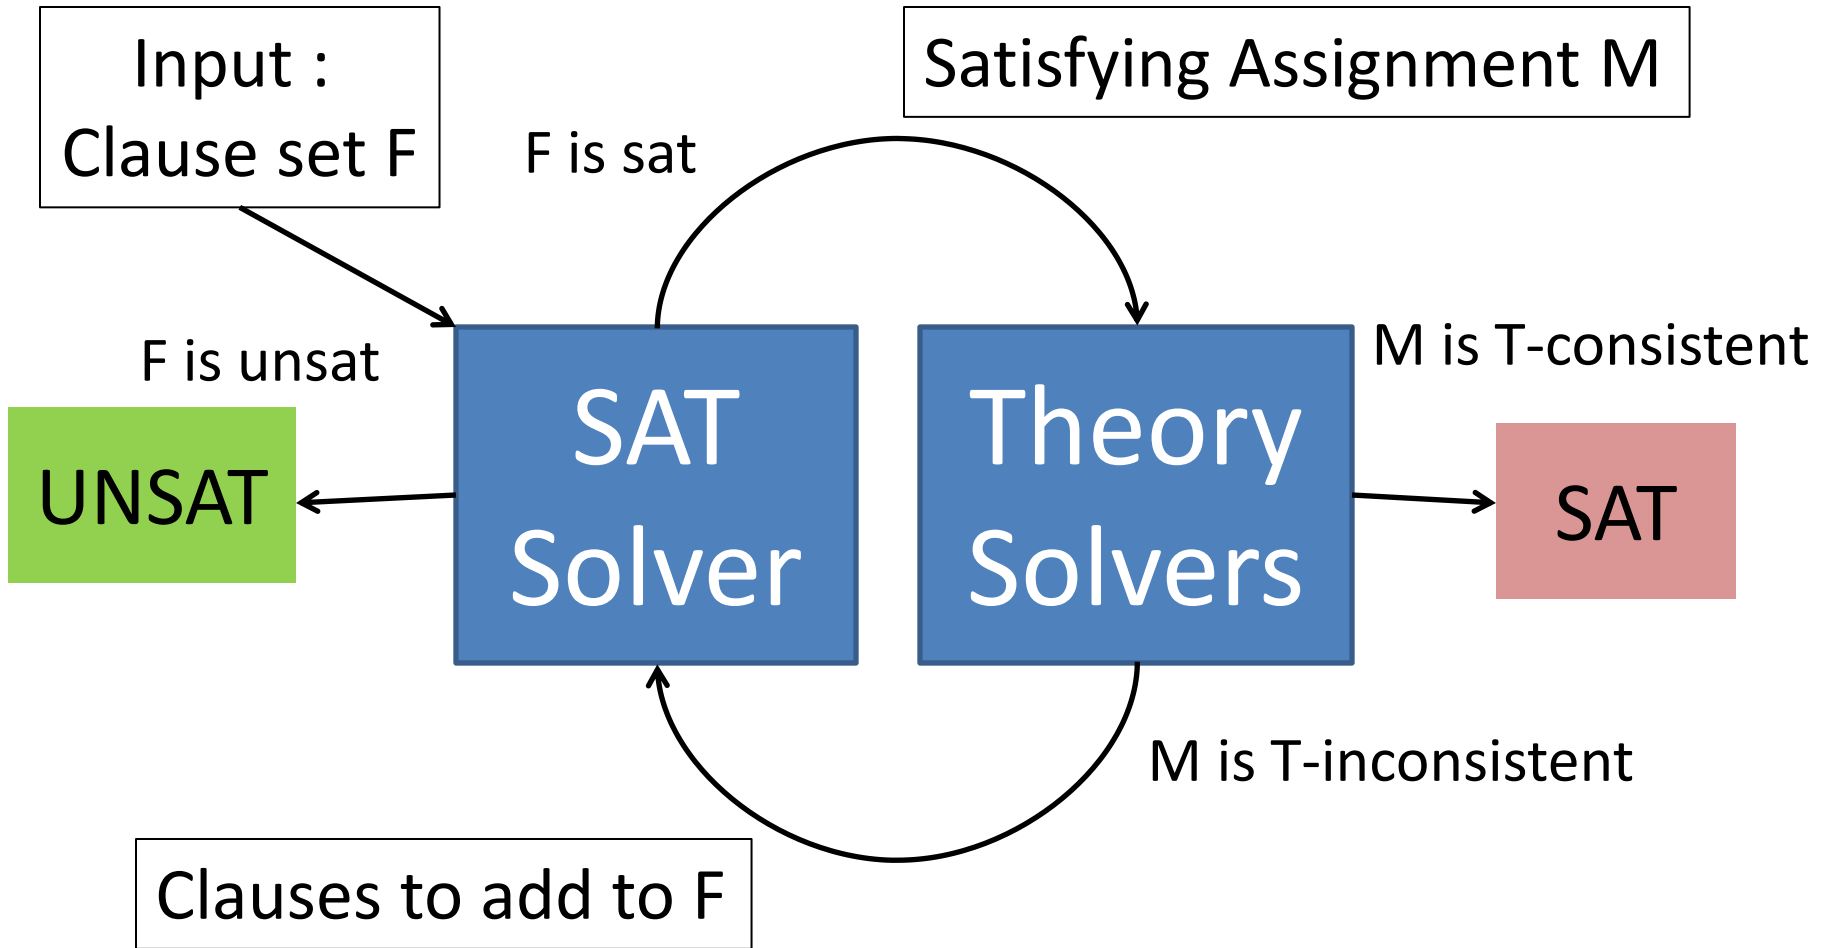 Input :
Clause set F
Satisfying Assignment M
F is sat
F is unsat
M is T-consistent
SAT
Solver
Theory
Solvers
UNSAT
SAT
M is T-inconsistent
Clauses to add to F